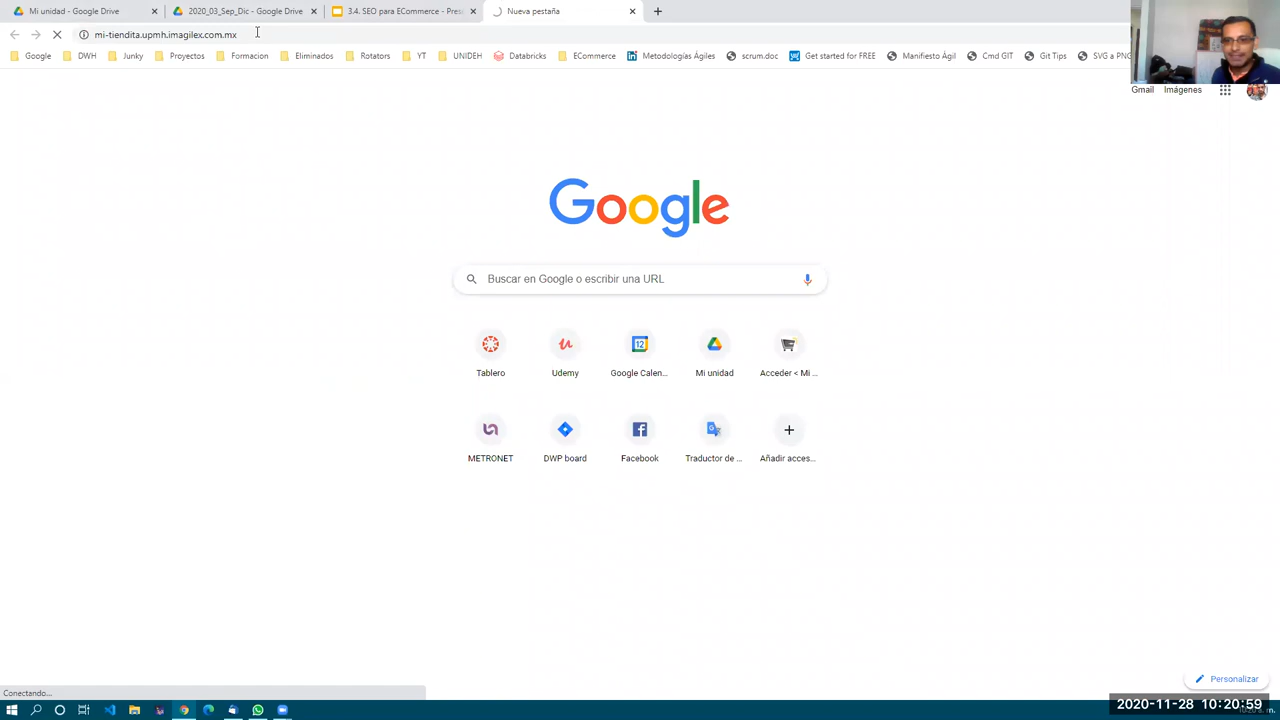 Mi unidad - Google Drive
2020_03_Sep_Dic - Google Drive
3.4. SEO para ECommerce - Pres
Nueva pestaña
mi-tiendita.upmh.imagilex.com.mx
Google
DWH
Junky
Proyectos
Formacion
Eliminados
Rotators
YT
UNIDEH
Databricks
ECommerce
Metodologías Ágiles
scrum.doc
Get started for FREE
Manifiesto Ágil
Cmd GIT
Git Tips
SVG a PNG
Gmail
Imágenes
Google
Buscar en Google o escribir una URL
Tablero
Udemy
Google Calen...
Mi unidad
Acceder < Mi ...
METRONET
DWP board
Facebook
Traductor de ...
Añadir acces...
Personalizar
Conectando...
2020-11-28 10:20:59